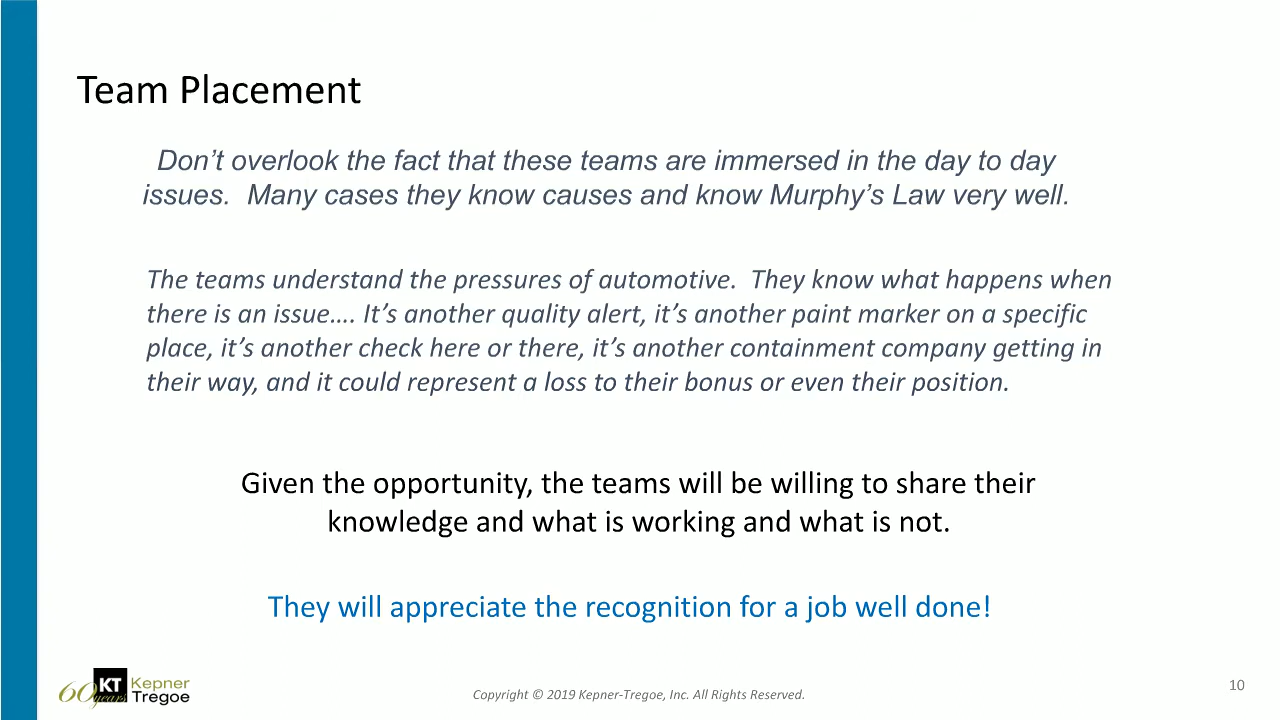 Team Placement
Don't overlook the fact that these teams are immersed in the day to day
issues.  Many cases they know causes and know Murphy's Law very well.
The teams understand the pressures of automotive.  They know what happens when
there is an issue.... It's another quality alert, it's another paint marker on a specific
place, it's another check here or there, it's another containment company getting in
their way, and it could represent a loss to their bonus or even their position.
Given the opportunity, the teams will be willing to share their
knowledge and what is working and what is not.
They will appreciate the recognition for a job well done!
60 years KT Kepner
Tregoe
Copyright © 2019 Kepner-Tregoe, Inc. All Rights Reserved.
10